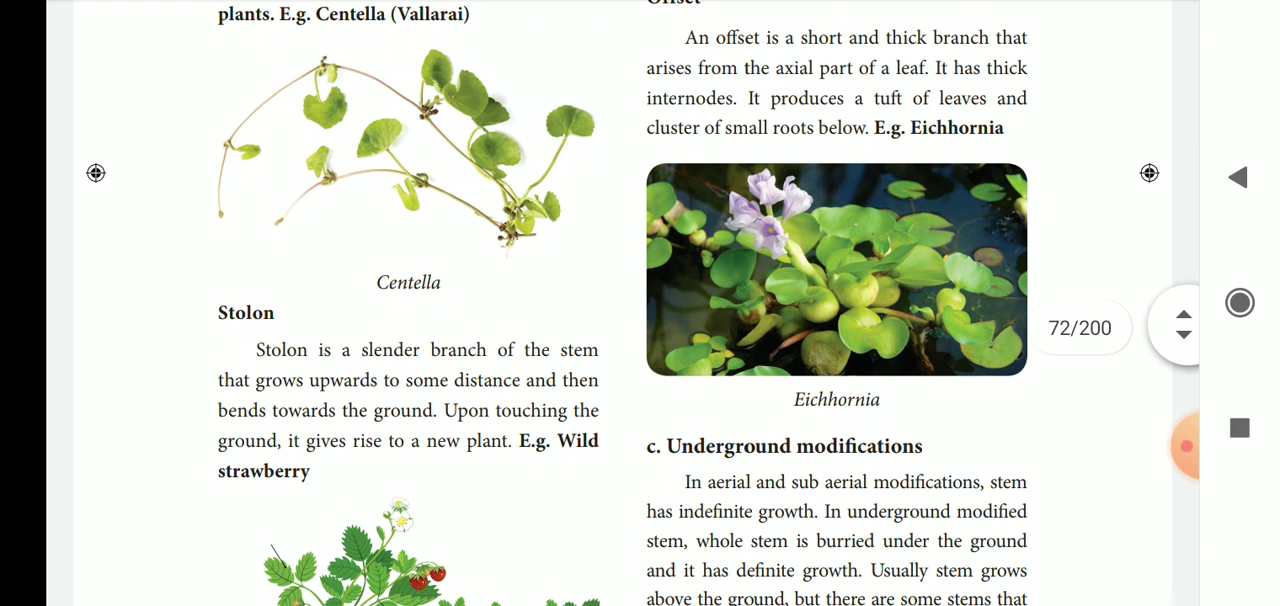 plants. E.g. Centella (Vallarai)
Centella
Stolon
Stolon is a slender branch of the stem
that grows upwards to some distance and then
bends towards the ground. Upon touching the
ground, it gives rise to a new plant. E.g. Wild
strawberry
Offset
An offset is a short and thick branch that
arises from the axial part of a leaf. It has thick
internodes. It produces a tuft of leaves and
cluster of small roots below. E.g. Eichhornia
Eichhornia
c. Underground modifications
In aerial and sub aerial modifications, stem
has indefinite growth. In underground modified
stem, whole stem is burried under the ground
and it has definite growth. Usually stem grows
above the ground, but there are some stems that
72/200